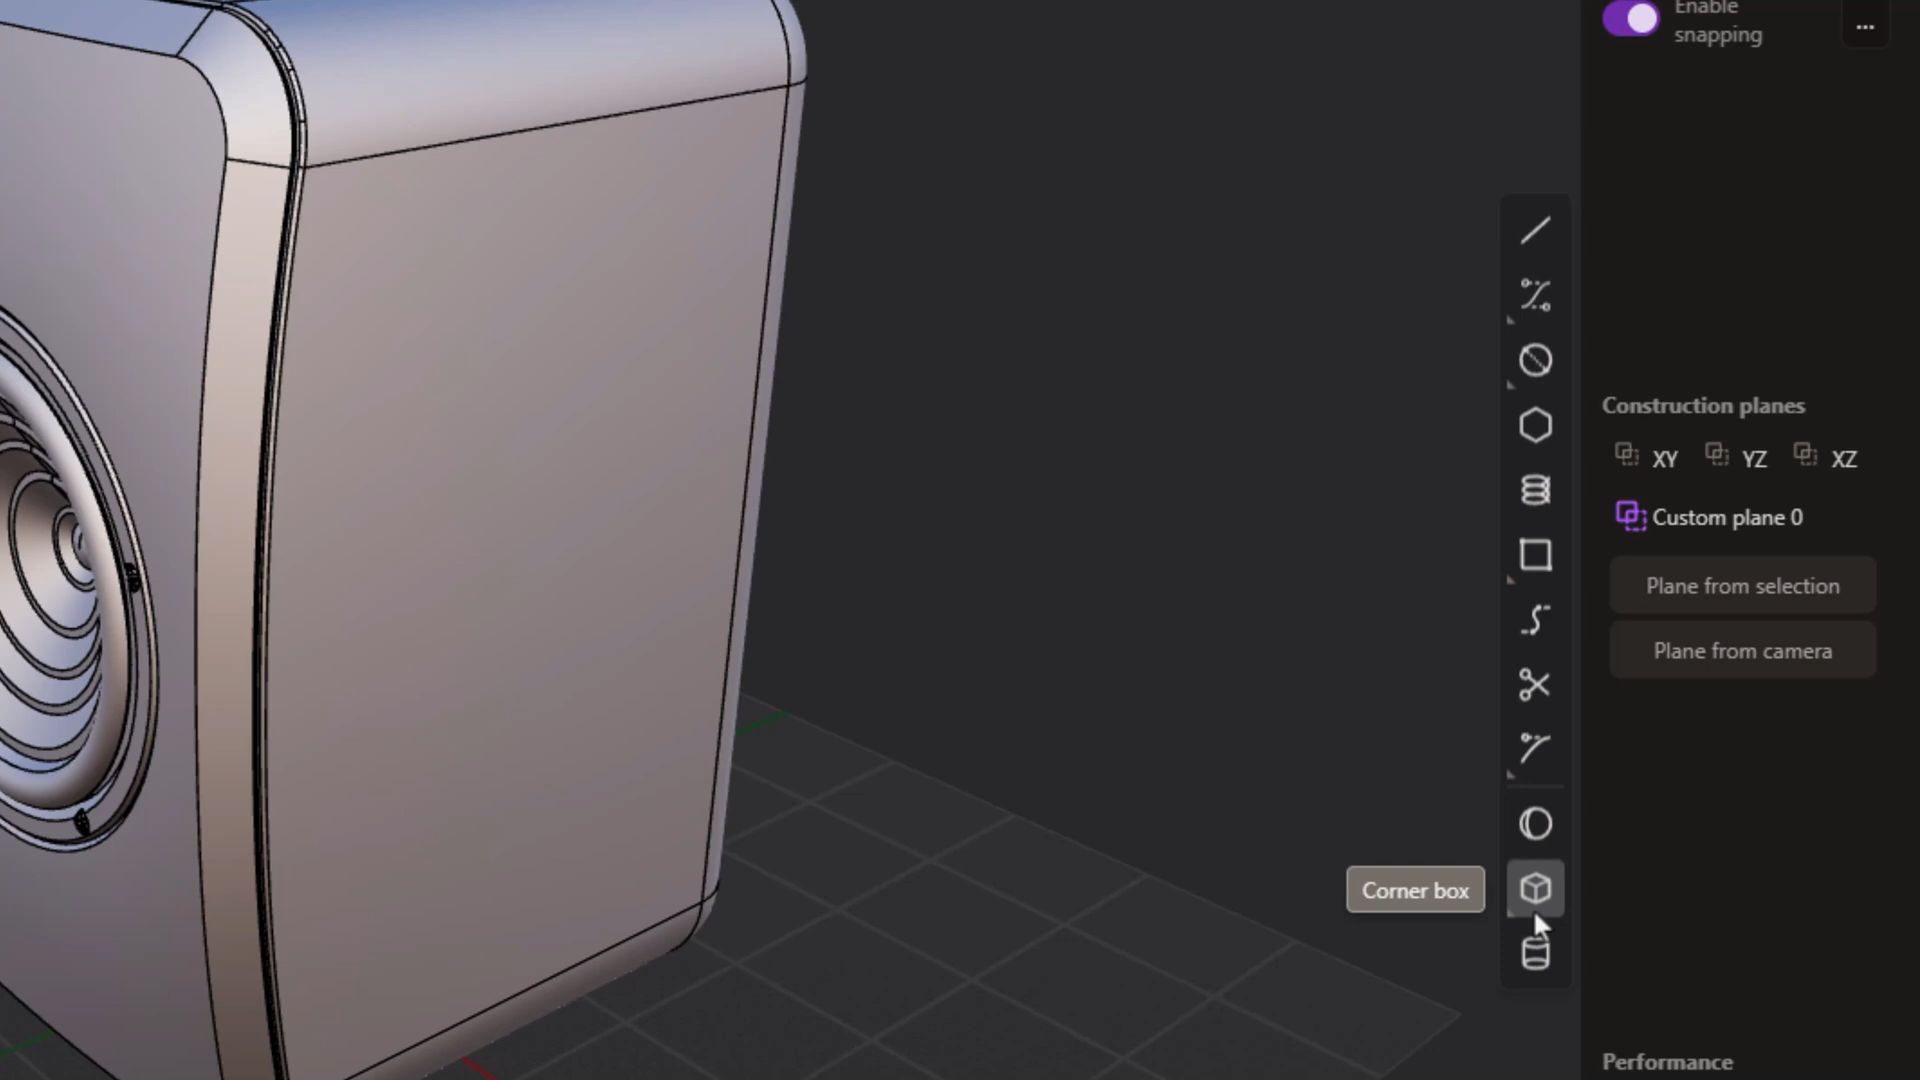 Enable
snapping
...
Construction planes
XY YZ XZ
Custom plane 0
Plane from selection
Plane from camera
Corner box
Performance